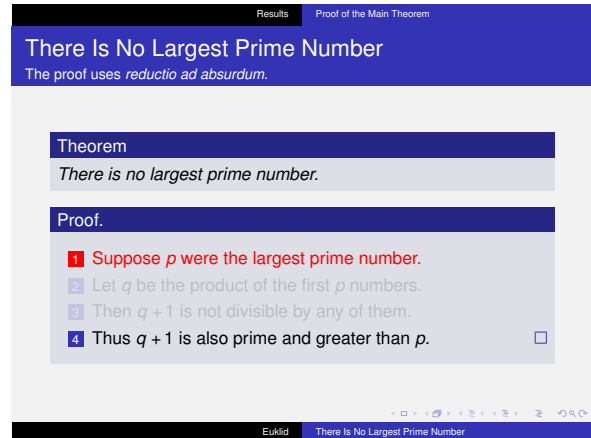 Results Proof of the Main Theorem
There Is No Largest Prime Number
The proof uses reductio ad absurdum.
Theorem
There is no largest prime number.
Proof.
1 Suppose p were the largest prime number.
2 Let q be the product of the first p numbers.
3 Then q + 1 is not divisible by any of them.
4 Thus q + 1 is also prime and greater than p. □
Euklid There Is No Largest Prime Number